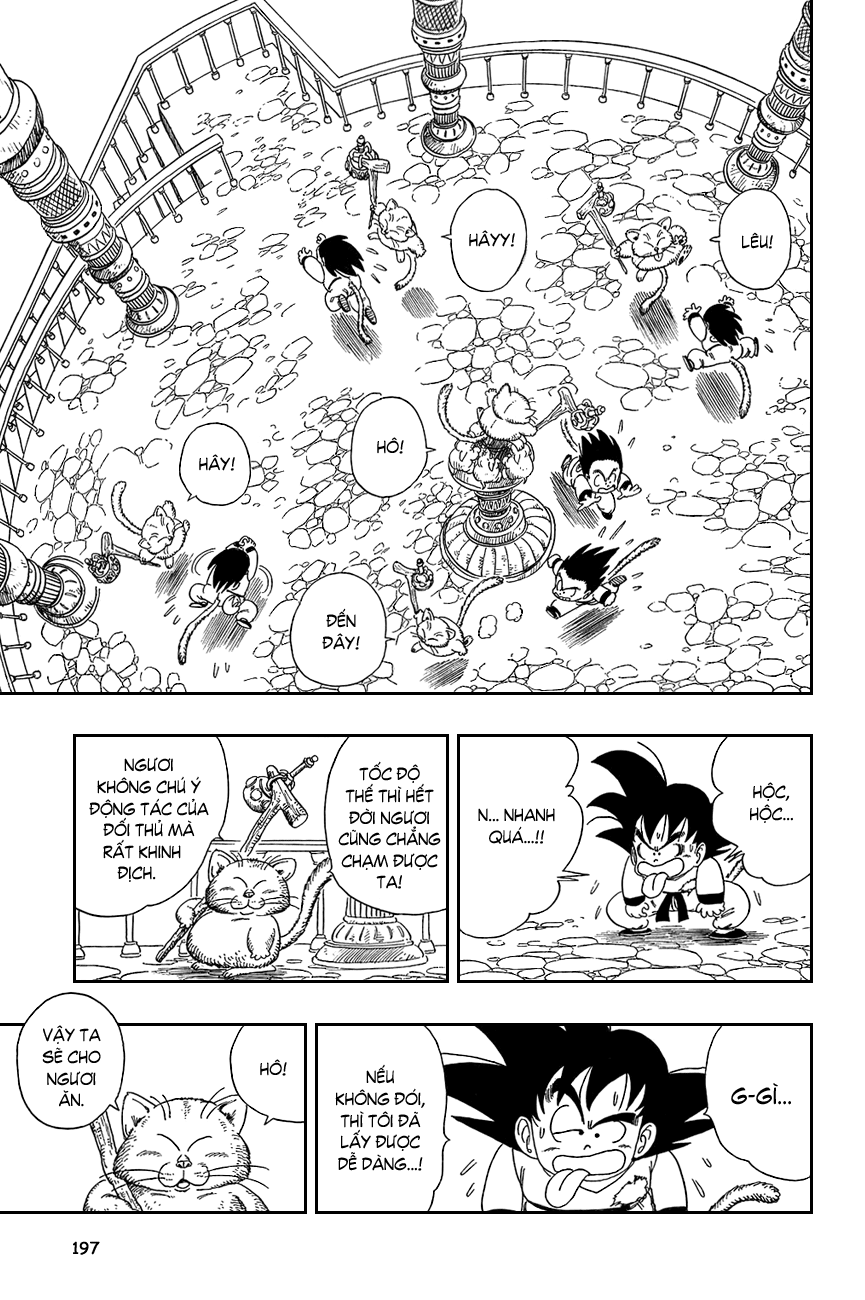 LÊU!
HÂYY!
HÔ!
HÂY!
ĐẾN
ĐÂY!
HỘC,
HỘC...
N... NHANH
QUÁ...!!
TỐC ĐỘ
THẾ THÌ HẾT
ĐỜI NGƯƠI
CŨNG CHẲNG
CHẠM ĐƯỢC
TA!
NGƯƠI
KHÔNG CHÚ Ý
ĐỘNG TÁC CỦA
ĐỐI THỦ MÀ
RẤT KHINH
ĐỊCH.
G-GÌ...
NẾU
KHÔNG ĐÓI,
THÌ TÔI ĐÃ
LẤY ĐƯỢC
DỄ DÀNG...!
HÔ!
VẬY TA
SẼ CHO
NGƯƠI
ĂN.
197